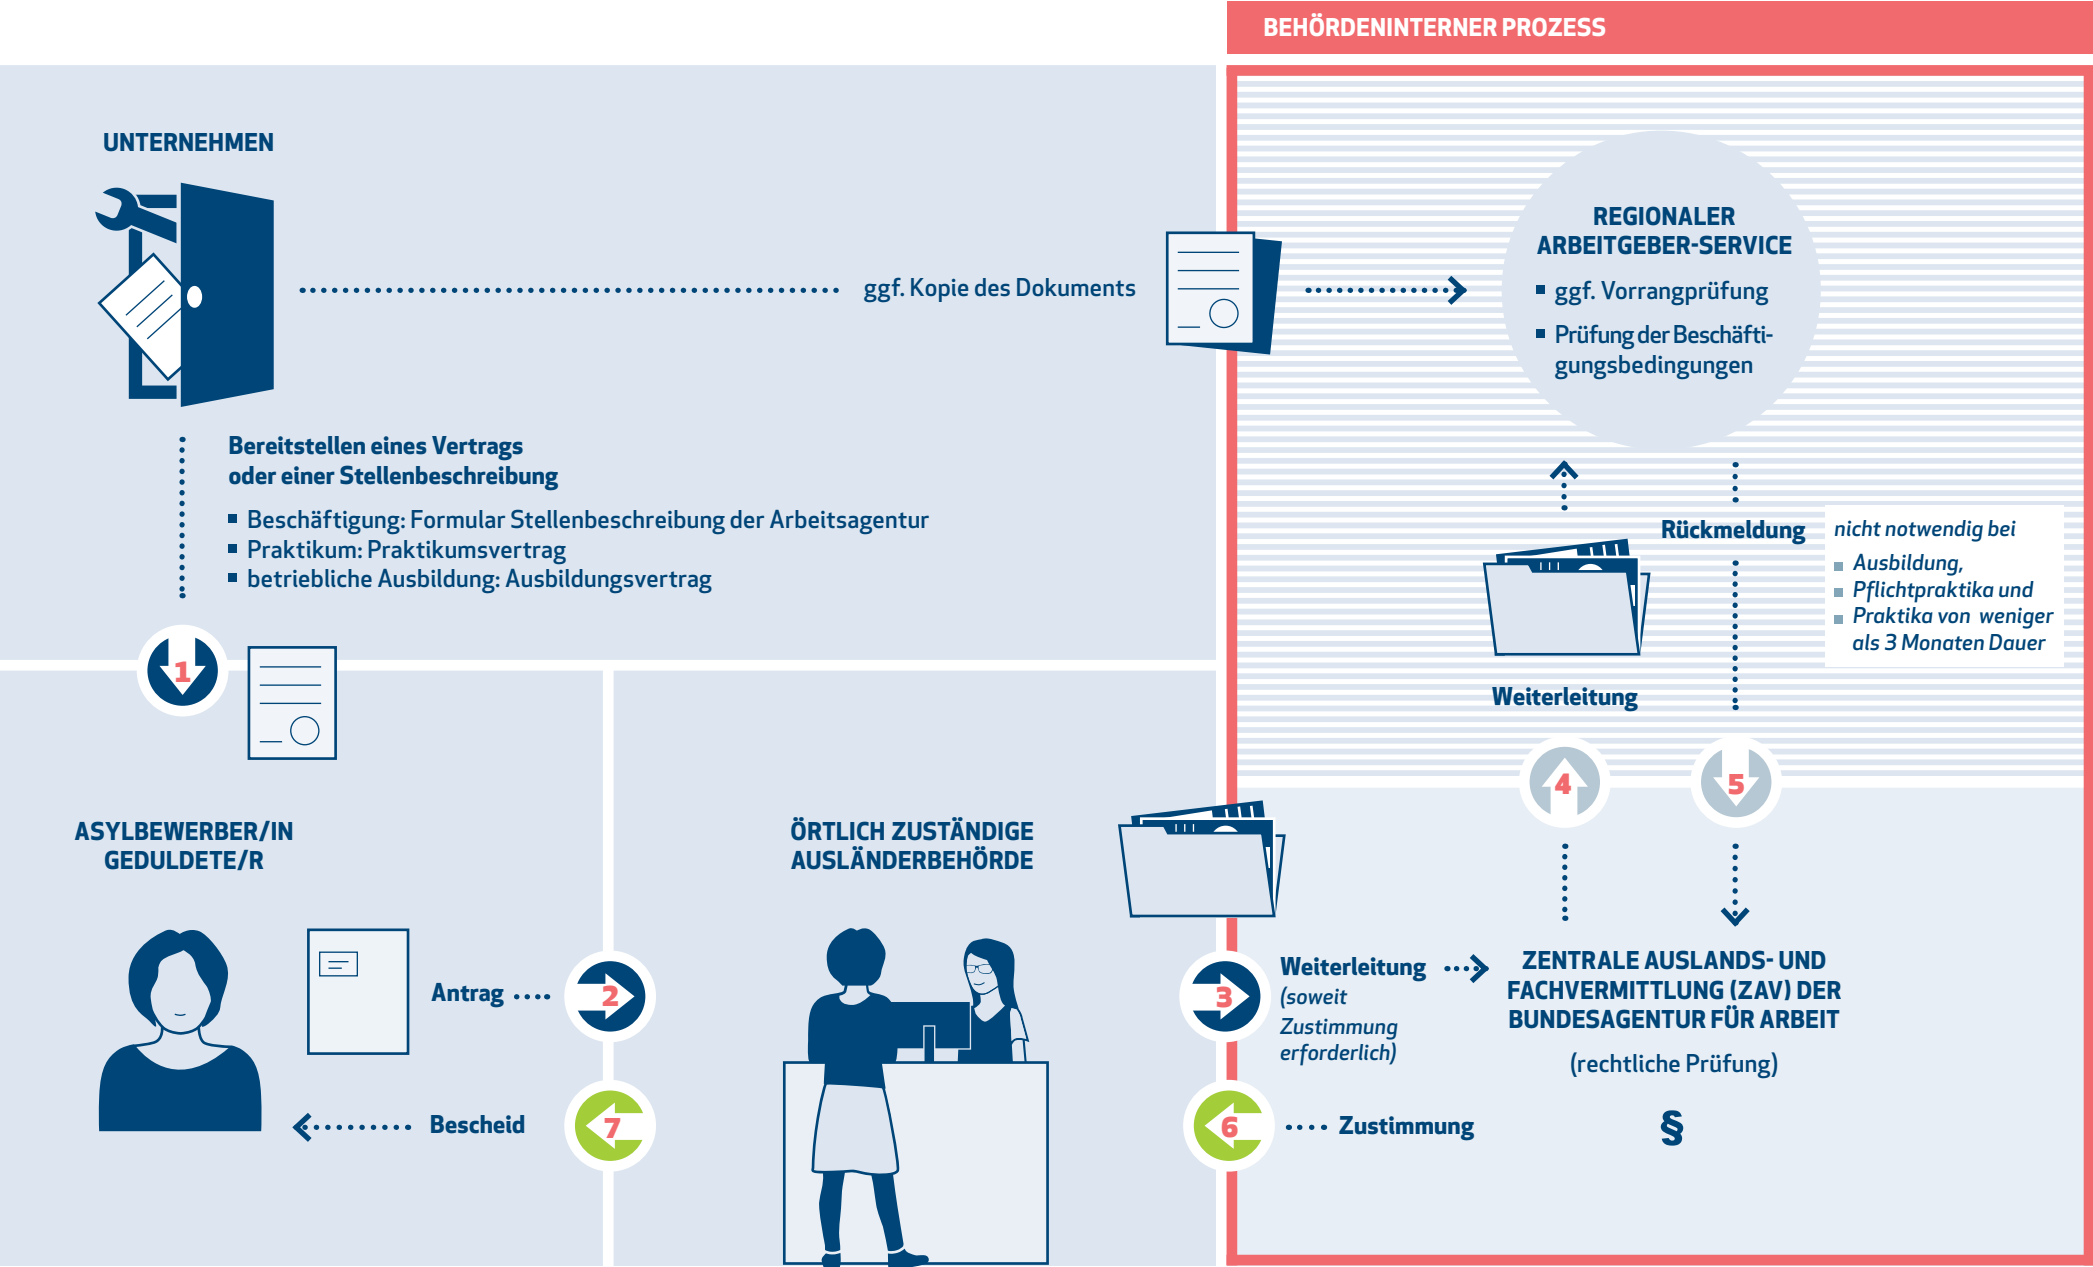 BEHÖRDENINTERNER PROZESS
UNTERNEHMEN
ggf. Kopie des Dokuments
REGIONALER
ARBEITGEBER-SERVICE
ggf. Vorrangprüfung
Prüfung der Beschäfti-
gungsbedingungen
Bereitstellen eines Vertrags
oder einer Stellenbeschreibung
Beschäftigung: Formular Stellenbeschreibung der Arbeitsagentur
Praktikum: Praktikumsvertrag
betriebliche Ausbildung: Ausbildungsvertrag
Rückmeldung
nicht notwendig bei
Ausbildung,
Pflichtpraktika und
Praktika von weniger
als 3 Monaten Dauer
Weiterleitung
1
4
5
ASYLBEWERBER/IN
GEDULDETE/R
ÖRTLICH ZUSTÄNDIGE
AUSLÄNDERBEHÖRDE
Antrag
2
3
Weiterleitung
(soweit
Zustimmung
erforderlich)
ZENTRALE AUSLANDS- UND
FACHVERMITTLUNG (ZAV) DER
BUNDESAGENTUR FÜR ARBEIT
(rechtliche Prüfung)
§
Bescheid
7
6
Zustimmung